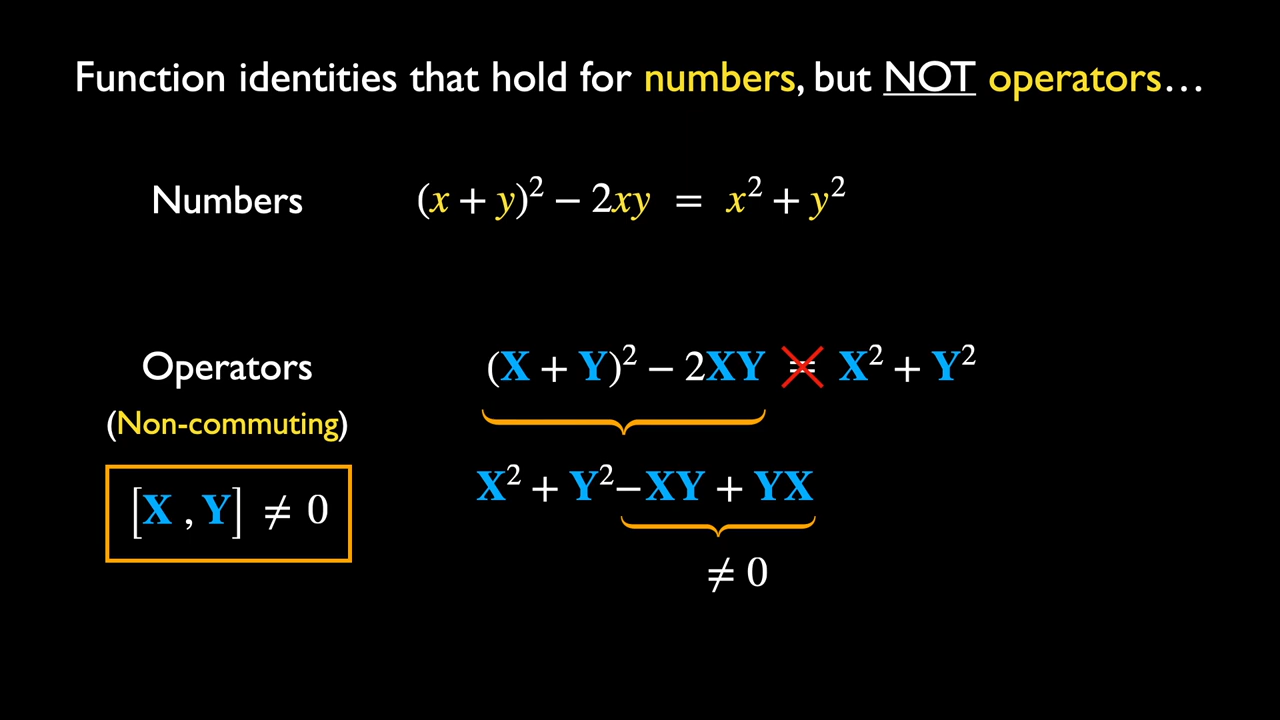 Function identities that hold for numbers, but NOT operators…
Numbers (x + y)² − 2xy = x² + y²
Operators (X + Y)² − 2XY = X² + Y²
(Non-commuting)
X² + Y² −XY + YX
[X , Y] ≠ 0
≠ 0